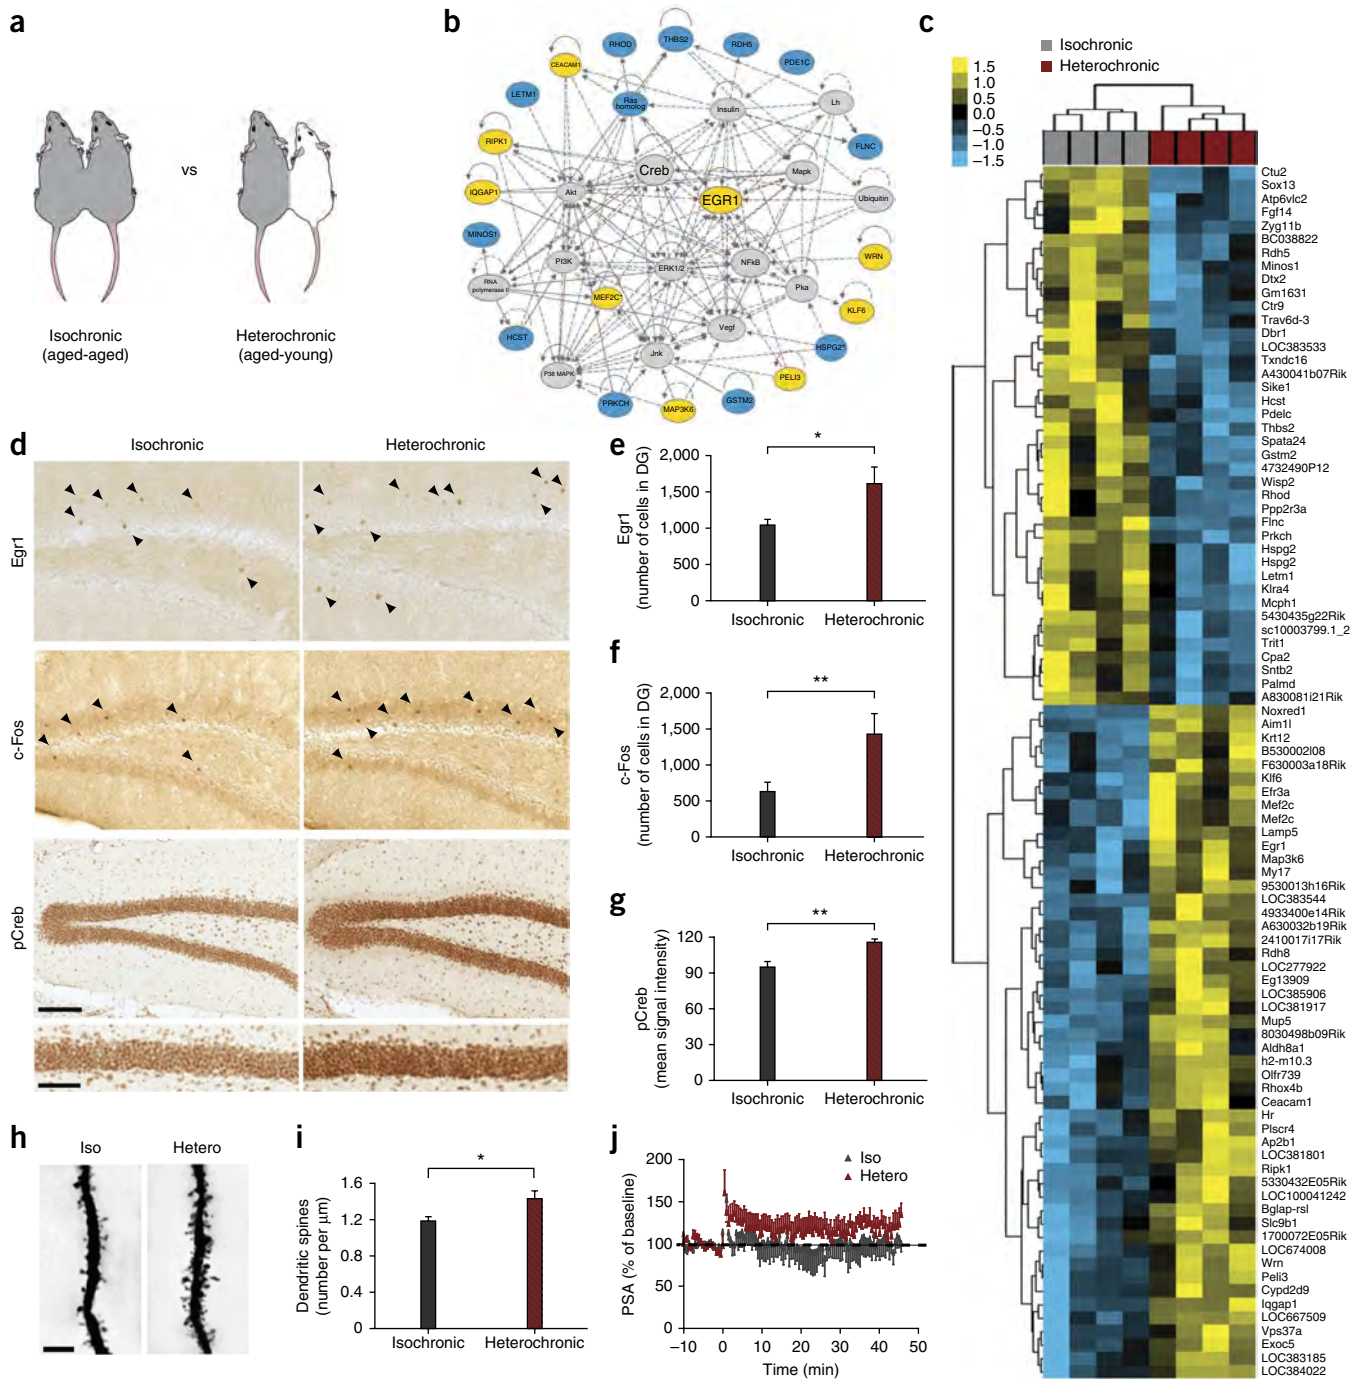 a
vs
Isochronic
(aged-aged)
Heterochronic
(aged-young)
b
RHOD
THBS2
RDH5
PDE1C
CEACAM1
LETM1
Ras
homolog
Insulin
Lh
FLNC
RIPK1
IQGAP1
Akt
Creb
EGR1
Mapk
Ubiquitin
MINOS1
PI3K
ERK1/2
NFkB
WRN
RNA
polymerase II
MEF2C*
Pka
KLF6
HCST
Vegf
HSPG2*
Jnk
P38 MAPK
PELI3
PRKCH
MAP3K6
GSTM2
c
Isochronic
Heterochronic
1.5
1.0
0.5
0.0
−0.5
−1.0
−1.5
Ctu2
Sox13
Atp6vlc2
Fgf14
Zyg11b
BC038822
Rdh5
Minos1
Dtx2
Gm1631
Ctr9
Trav6d-3
Dbr1
LOC383533
Txndc16
A430041b07Rik
Sike1
Hcst
Pdelc
Thbs2
Spata24
Gstm2
4732490P12
Wisp2
Rhod
Ppp2r3a
Flnc
Prkch
Hspg2
Hspg2
Letm1
Klra4
Mcph1
5430435g22Rik
sc10003799.1_2
Trit1
Cpa2
Sntb2
Palmd
A830081i21Rik
Noxred1
Aim1l
Krt12
B530002l08
F630003a18Rik
Klf6
Efr3a
Mef2c
Mef2c
Lamp5
Egr1
Map3k6
My17
9530013h16Rik
LOC383544
4933400e14Rik
A630032b19Rik
2410017i17Rik
Rdh8
LOC277922
Eg13909
LOC385906
LOC381917
Mup5
8030498b09Rik
Aldh8a1
h2-m10.3
Olfr739
Rhox4b
Ceacam1
Hr
Plscr4
Ap2b1
LOC381801
Ripk1
5330432E05Rik
LOC100041242
Bglap-rsl
Slc9b1
1700072E05Rik
LOC674008
Wrn
Peli3
Cypd2d9
Iqgap1
LOC667509
Vps37a
Exoc5
LOC383185
LOC384022
d
Isochronic
Heterochronic
Egr1
c-Fos
pCreb
e
*
Egr1
(number of cells in DG)
2,000
1,500
1,000
500
0
Isochronic
Heterochronic
f
**
c-Fos
(number of cells in DG)
2,000
1,500
1,000
500
0
Isochronic
Heterochronic
g
**
pCreb
(mean signal intensity)
120
90
60
30
0
Isochronic
Heterochronic
h
Iso
Hetero
i
*
Dendritic spines
(number per µm)
1.6
1.2
0.8
0.4
0
Isochronic
Heterochronic
j
Iso
Hetero
PSA (% of baseline)
200
150
100
50
0
−10
0
10
20
30
40
50
Time (min)